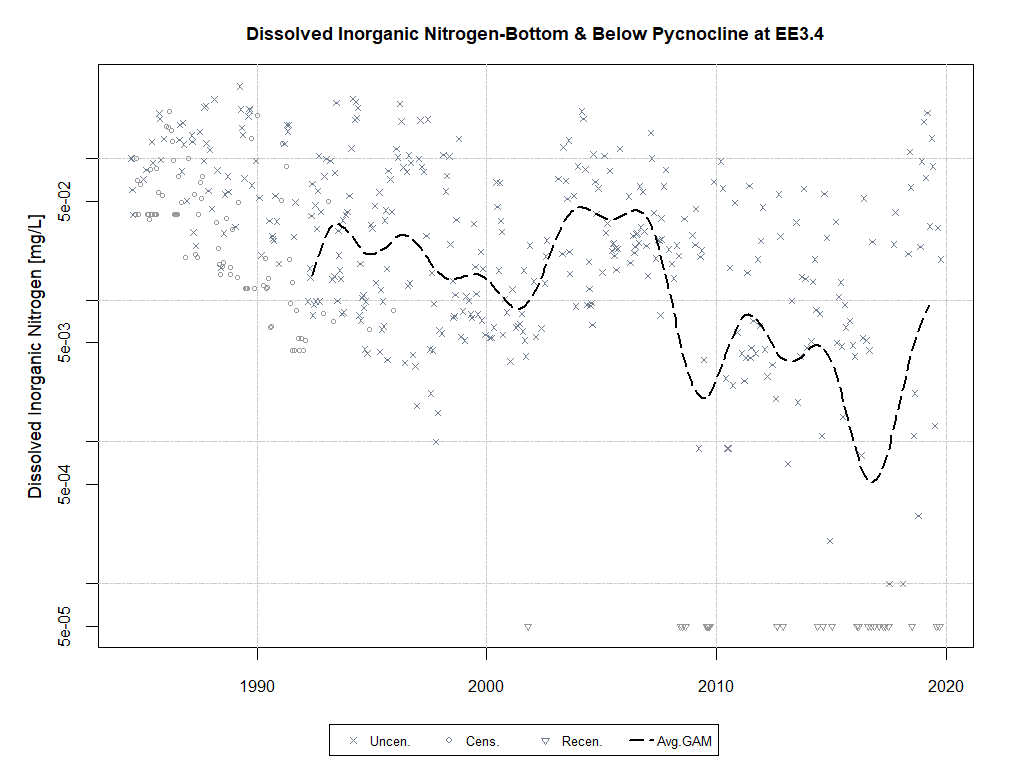 Dissolved Inorganic Nitrogen-Bottom & Below Pycnocline at EE3.4
Dissolved Inorganic Nitrogen [mg/L]
5e-02
5e-03
5e-04
5e-05
1990 2000 2010 2020
Uncen. Cens. Recen. Avg.GAM